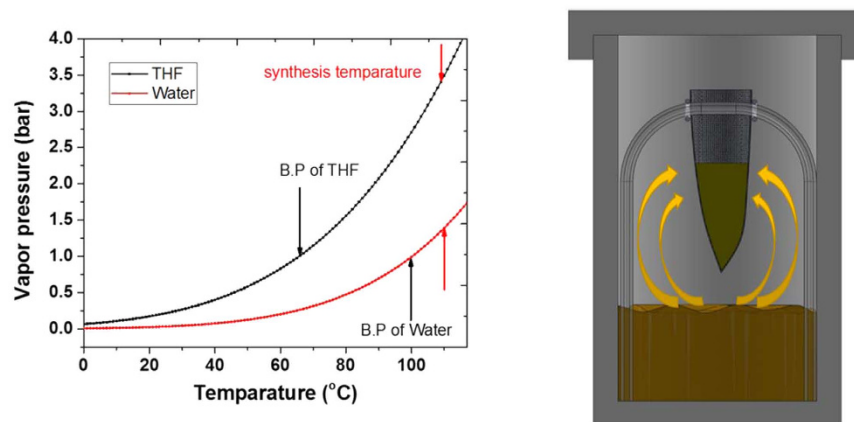 4.0
3.5
3.0
2.5
2.0
1.5
1.0
0.5
0.0
Vapor pressure (bar)
THF
Water
synthesis temparature
B.P of THF
B.P of Water
0 20 40 60 80 100
Temparature (°C)